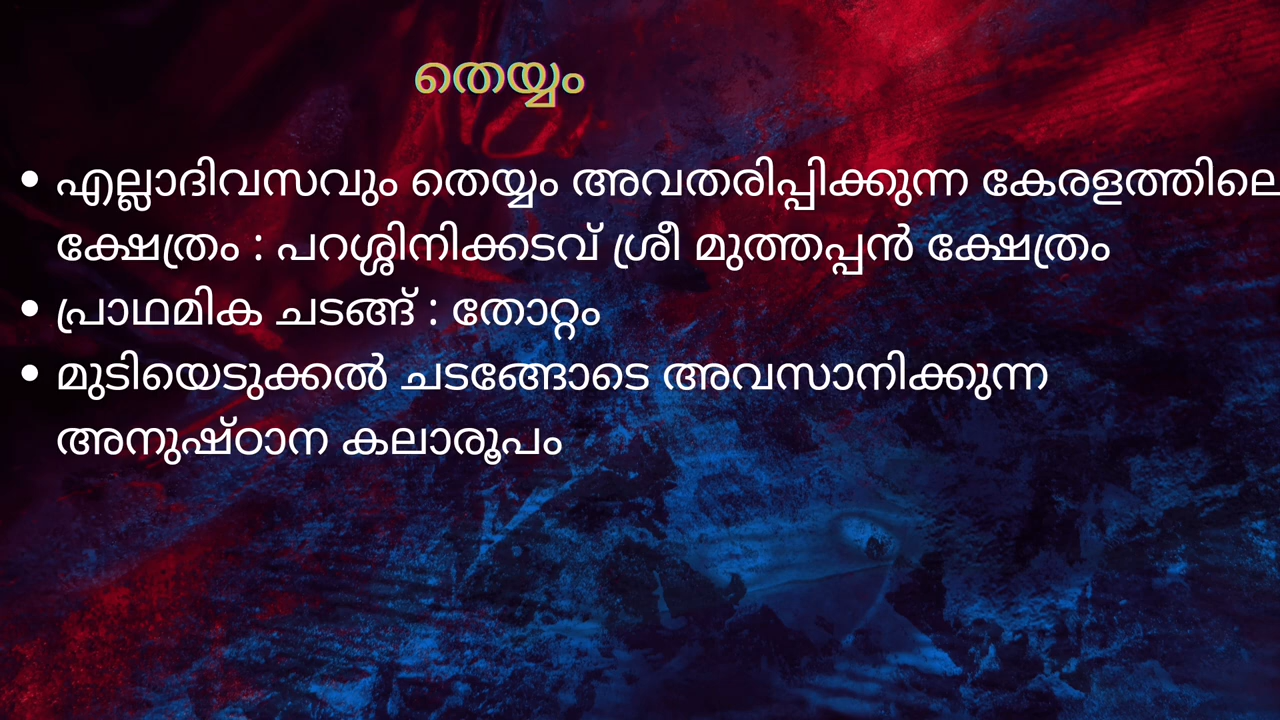 തെയ്യം
• എല്ലാദിവസവും തെയ്യം അവതരിപ്പിക്കുന്ന കേരളത്തിലെ
ക്ഷേത്രം : പറശ്ശിനിക്കടവ് ശ്രീ മുത്തപ്പൻ ക്ഷേത്രം
• പ്രാഥമിക ചടങ്ങ് : തോറ്റം
• മുടിയെടുക്കൽ ചടങ്ങോടെ അവസാനിക്കുന്ന
അനുഷ്ഠാന കലാരൂപം